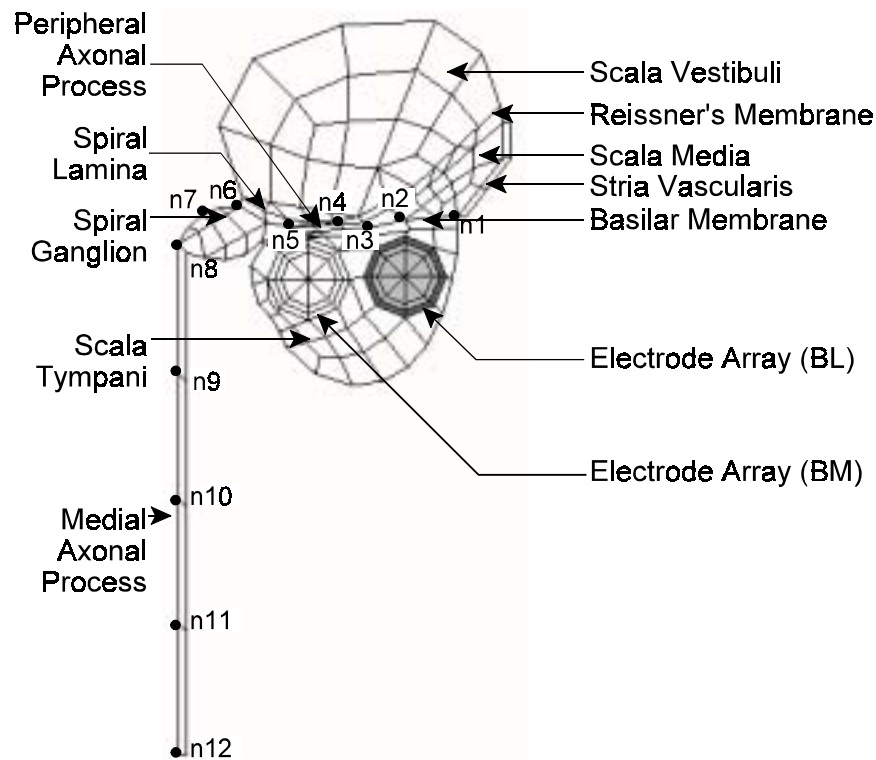 Peripheral
Axonal
Process
Spiral
Lamina
n7
n6
Spiral
Ganglion
n8
n5
n4
n3
n2
n1
Scala Vestibuli
Reissner's Membrane
Scala Media
Stria Vascularis
Basilar Membrane
Scala
Tympani
n9
Electrode Array (BL)
Electrode Array (BM)
n10
Medial
Axonal
Process
n11
n12